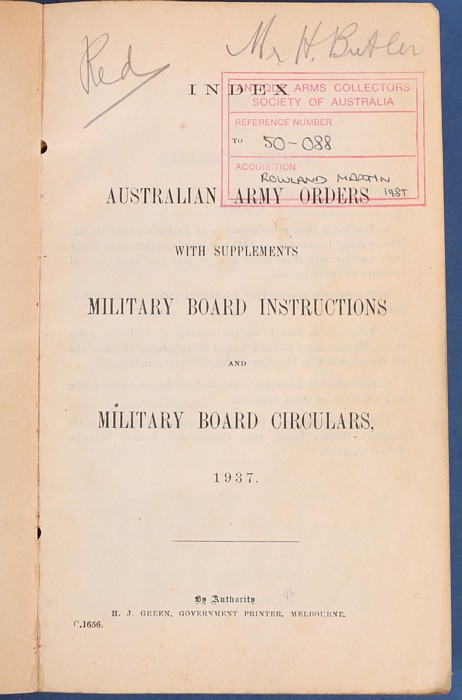 Red
Mr H. Butler
INDEX
ANTIQUE ARMS COLLECTORS
SOCIETY OF AUSTRALIA
REFERENCE NUMBER
TO
50-088
ACQUISITION
ROWLAND MARTIN
1985
AUSTRALIAN ARMY ORDERS
WITH SUPPLEMENTS
MILITARY BOARD INSTRUCTIONS
AND
MILITARY BOARD CIRCULARS,
1937.
By Authority
H. J. GREEN, GOVERNMENT PRINTER, MELBOURNE.
C.1656.